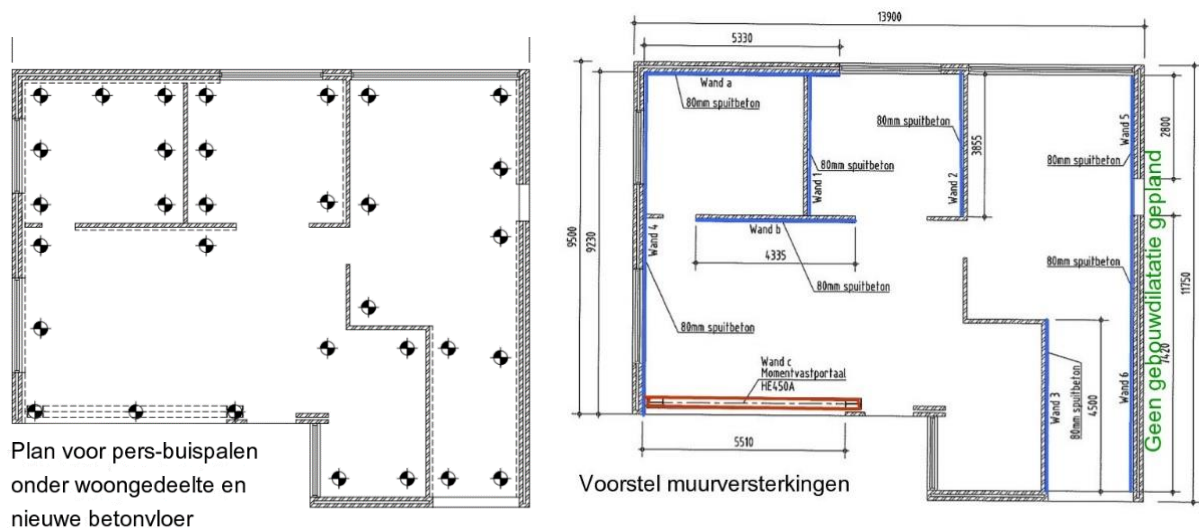 13900
5330
Wand a
80mm spuitbeton
80mm spuitbeton
Wand 1
80mm spuitbeton
Wand 2
3855
Wand 5
80mm spuitbeton
2800
9500
9230
Wand 4
Wand b
4335
80mm spuitbeton
80mm spuitbeton
80mm spuitbeton
Geen gebouwdilatatie gepland
11750
7420
Wand c
Momentvastportaal
HE450A
Wand 3
80mm spuitbeton
4500
Wand 6
5510
Plan voor pers-buispalen
onder woongedeelte en
nieuwe betonvloer
Voorstel muurversterkingen